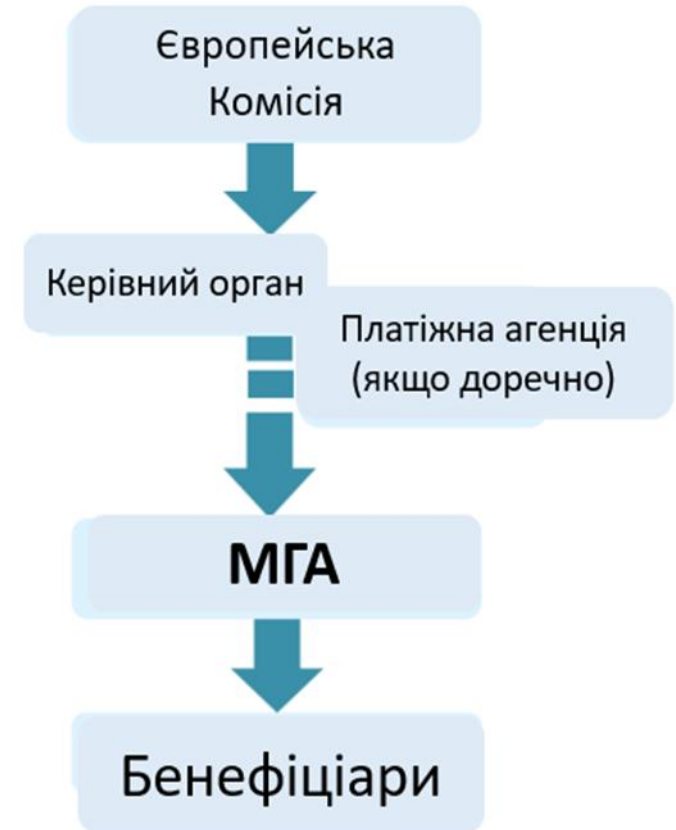 Європейська
Комісія
Керівний орган
Платіжна агенція
(якщо доречно)
МГА
Бенефіціари